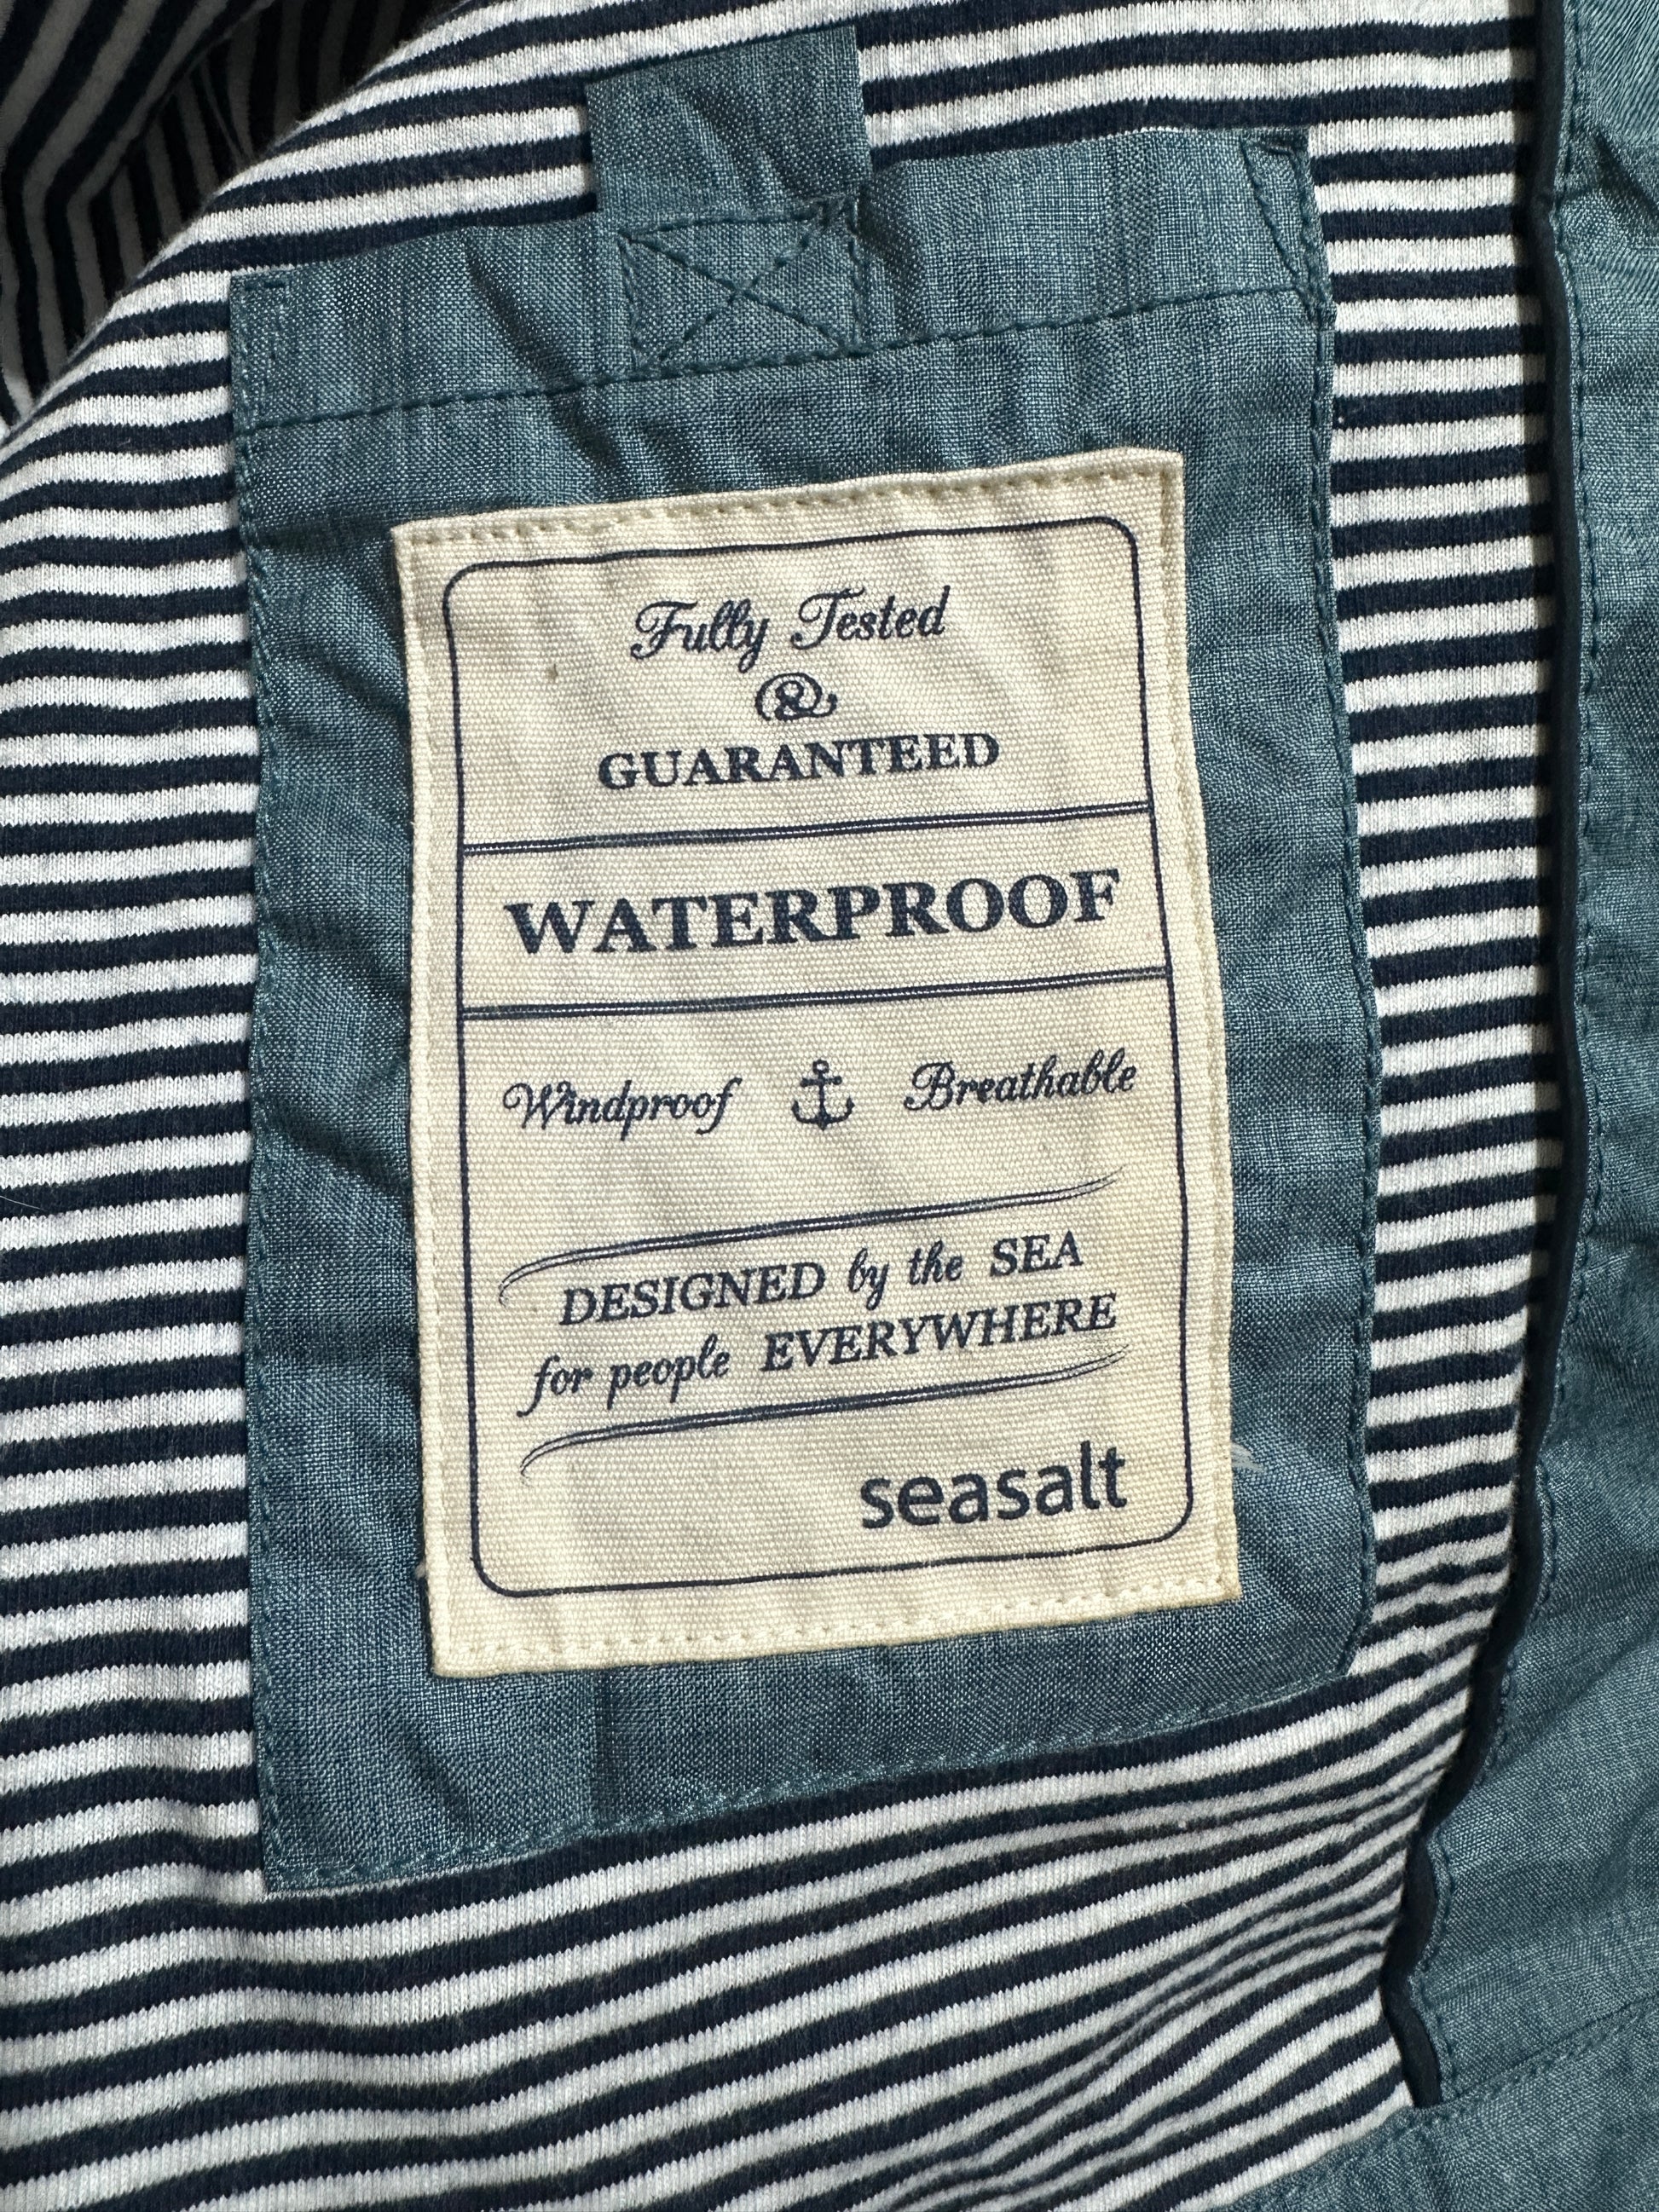 Fully Tested
&
GUARANTEED
WATERPROOF
Windproof Breathable
DESIGNED by the SEA
for people EVERYWHERE
seasalt